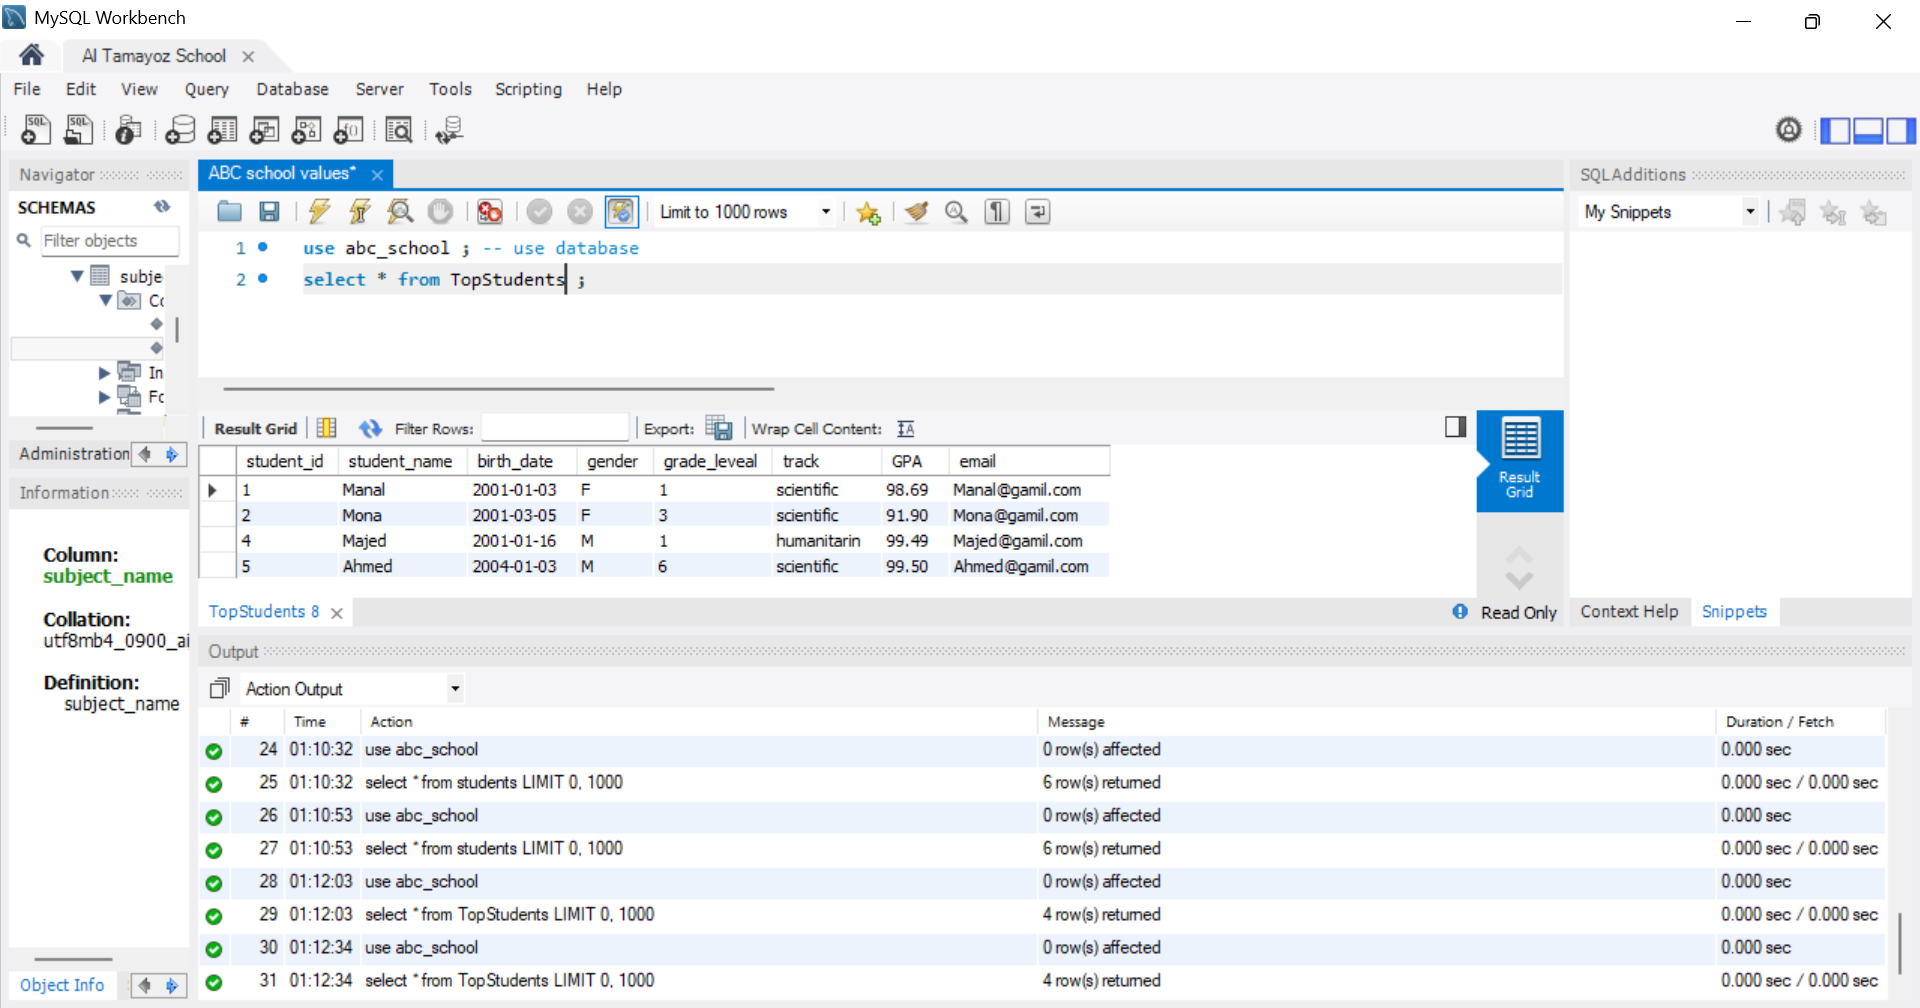 MySQL Workbench
Al Tamayoz School
File Edit View Query Database Server Tools Scripting Help
Navigator
SCHEMAS
Filter objects
subje
Co
In
Fo
Administration
Information
Column:
subject_name
Collation:
utf8mb4_0900_ai
Definition:
subject_name
Object Info
ABC school values*
Limit to 1000 rows
1 use abc_school ; -- use database
2 select * from TopStudents ;
Result Grid Filter Rows: Export: Wrap Cell Content:
student_id student_name birth_date gender grade_leveal track GPA email
1 Manal 2001-01-03 F 1 scientific 98.69 Manal@gamil.com
2 Mona 2001-03-05 F 3 scientific 91.90 Mona@gamil.com
4 Majed 2001-01-16 M 1 humanitarin 99.49 Majed@gamil.com
5 Ahmed 2004-01-03 M 6 scientific 99.50 Ahmed@gamil.com
Result
Grid
TopStudents 8
Read Only
SQLAdditions
My Snippets
Context Help Snippets
Output
Action Output
# Time Action Message Duration / Fetch
24 01:10:32 use abc_school 0 row(s) affected 0.000 sec
25 01:10:32 select * from students LIMIT 0, 1000 6 row(s) returned 0.000 sec / 0.000 sec
26 01:10:53 use abc_school 0 row(s) affected 0.000 sec
27 01:10:53 select * from students LIMIT 0, 1000 6 row(s) returned 0.000 sec / 0.000 sec
28 01:12:03 use abc_school 0 row(s) affected 0.000 sec
29 01:12:03 select * from TopStudents LIMIT 0, 1000 4 row(s) returned 0.000 sec / 0.000 sec
30 01:12:34 use abc_school 0 row(s) affected 0.000 sec
31 01:12:34 select * from TopStudents LIMIT 0, 1000 4 row(s) returned 0.000 sec / 0.000 sec